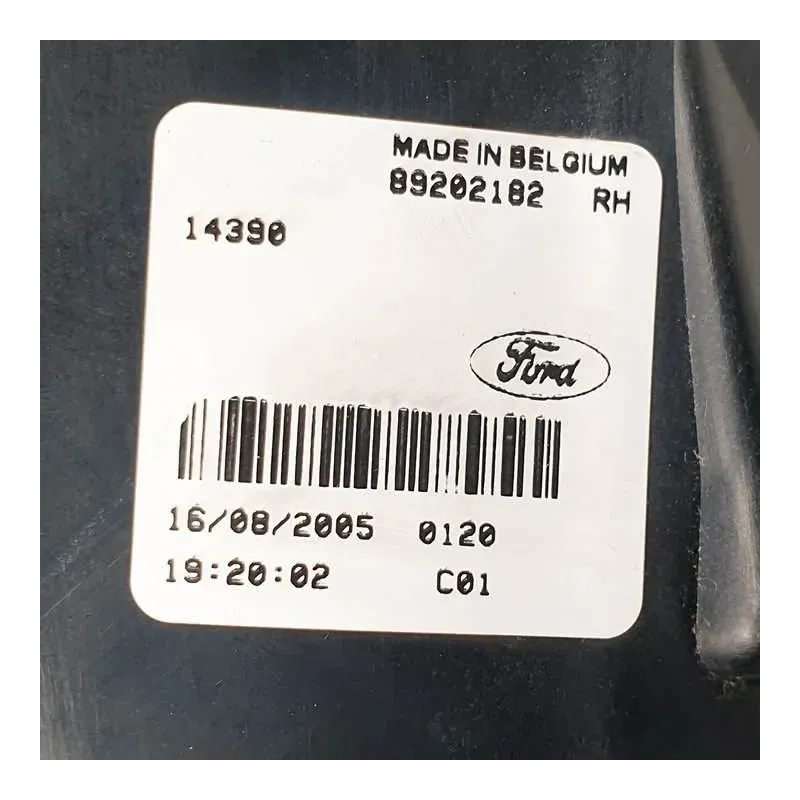 MADE IN BELGIUM
89202182 RH
14390
Ford
16/08/2005 0120
19:20:02 C01